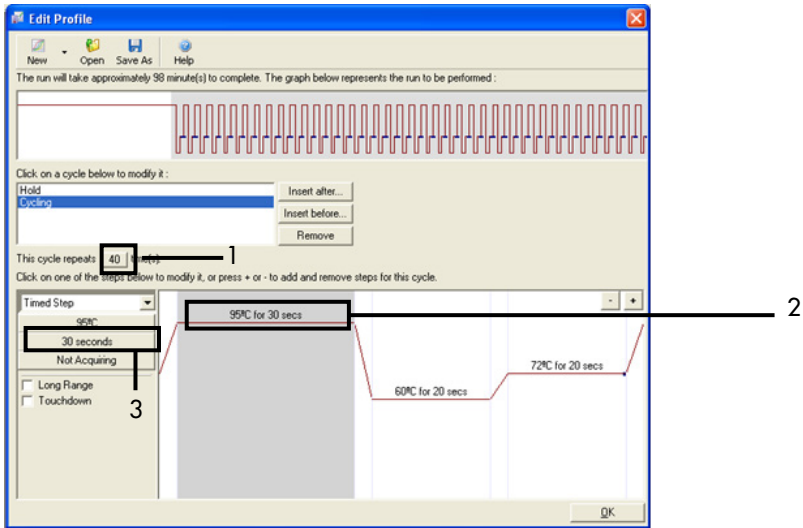 Edit Profile
New Open Save As Help
The run will take approximately 98 minute(s) to complete. The graph below represents the run to be performed :
Click on a cycle below to modify it :
Hold
Cycling
Insert after...
Insert before...
Remove
This cycle repeats 40 time(s).
1
Click on one of the steps below to modify it, or press + or - to add and remove steps for this cycle.
Timed Step
- +
95ºC for 30 secs
2
95ºC
30 seconds
Not Acquiring
3
Long Range
Touchdown
60ºC for 20 secs
72ºC for 20 secs
OK